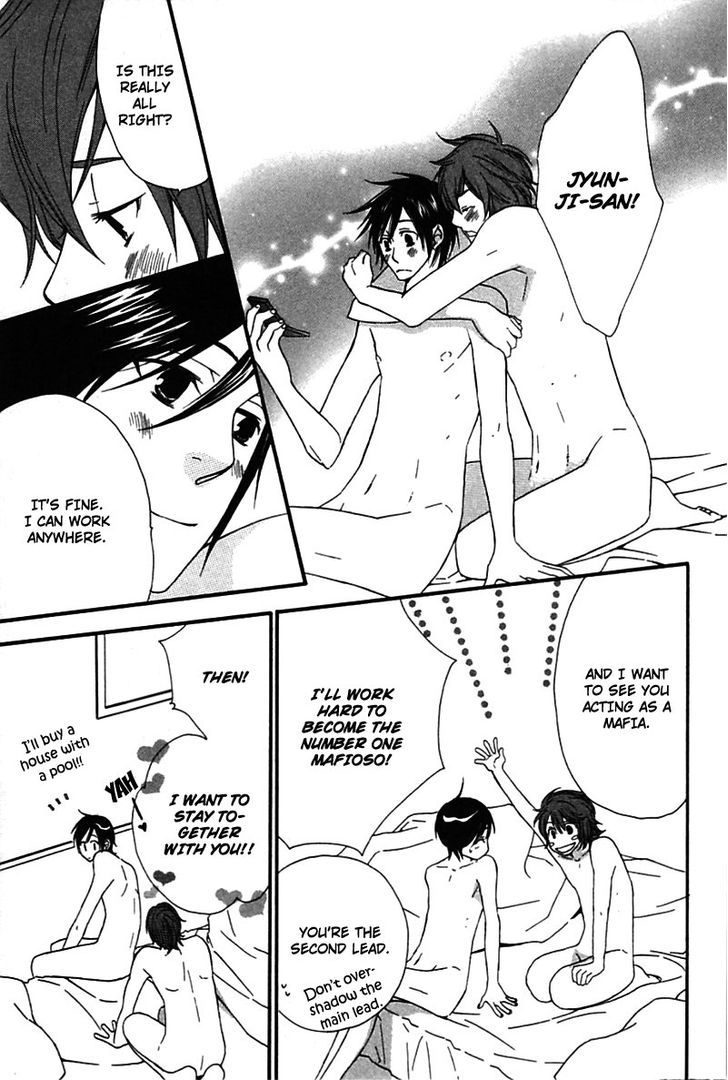 JYUN-
JI-SAN!
IS THIS
REALLY
ALL
RIGHT?
IT'S FINE.
I CAN WORK
ANYWHERE.
AND I WANT
TO SEE YOU
ACTING AS A
MAFIA.
I'LL WORK
HARD TO
BECOME THE
NUMBER ONE
MAFIOSO!
YOU'RE THE
SECOND LEAD.
Don't over-
shadow the
main lead.
THEN!
I WANT TO
STAY TO-
GETHER
WITH YOU!!
YAH
I'll buy a
house with
a pool!!